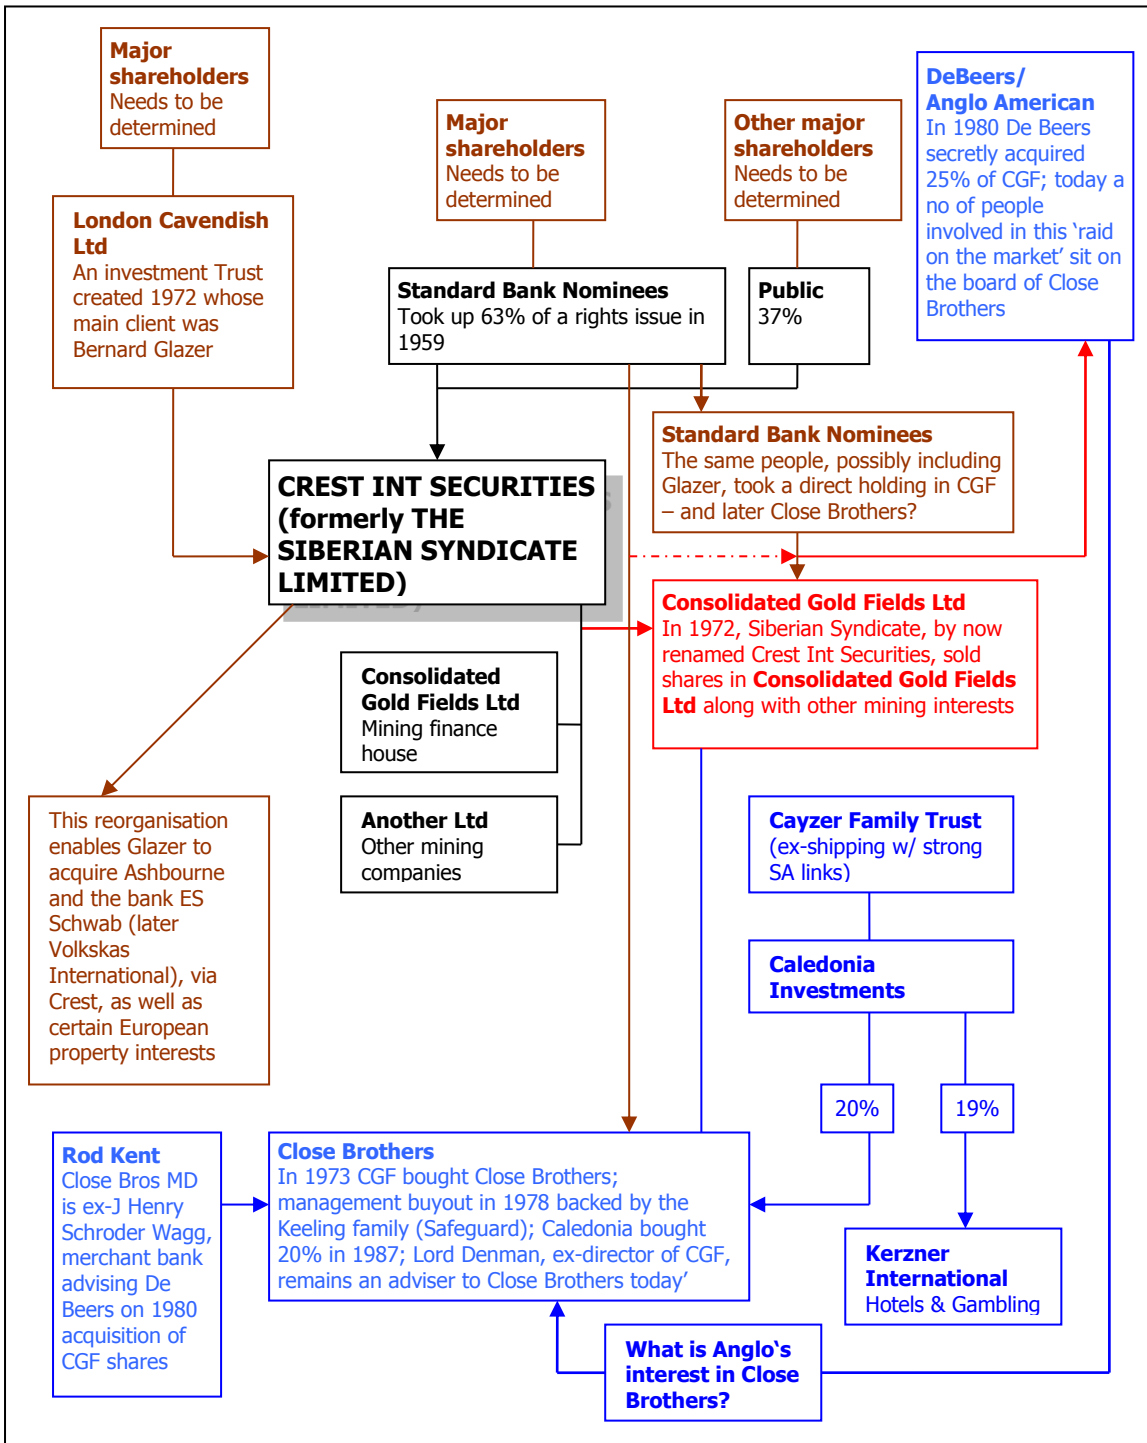 Major
shareholders
Needs to be
determined
Major
shareholders
Needs to be
determined
Other major
shareholders
Needs to be
determined
DeBeers/
Anglo American
In 1980 De Beers
secretly acquired
25% of CGF; today a
no of people
involved in this ‘raid
on the market’ sit on
the board of Close
Brothers
London Cavendish
Ltd
An investment Trust
created 1972 whose
main client was
Bernard Glazer
Standard Bank Nominees
Took up 63% of a rights issue in
1959
Public
37%
Standard Bank Nominees
The same people, possibly including
Glazer, took a direct holding in CGF
– and later Close Brothers?
CREST INT SECURITIES
(formerly THE
SIBERIAN SYNDICATE
LIMITED)
Consolidated Gold Fields Ltd
In 1972, Siberian Syndicate, by now
renamed Crest Int Securities, sold
shares in Consolidated Gold Fields
Ltd along with other mining interests
Consolidated
Gold Fields Ltd
Mining finance
house
Another Ltd
Other mining
companies
This reorganisation
enables Glazer to
acquire Ashbourne
and the bank ES
Schwab (later
Volkskas
International), via
Crest, as well as
certain European
property interests
Cayzer Family Trust
(ex-shipping w/ strong
SA links)
Caledonia
Investments
20%
19%
Rod Kent
Close Bros MD
is ex-J Henry
Schroder Wagg,
merchant bank
advising De
Beers on 1980
acquisition of
CGF shares
Close Brothers
In 1973 CGF bought Close Brothers;
management buyout in 1978 backed by the
Keeling family (Safeguard); Caledonia bought
20% in 1987; Lord Denman, ex-director of CGF,
remains an adviser to Close Brothers today’
Kerzner
International
Hotels & Gambling
What is Anglo‘s
interest in Close
Brothers?